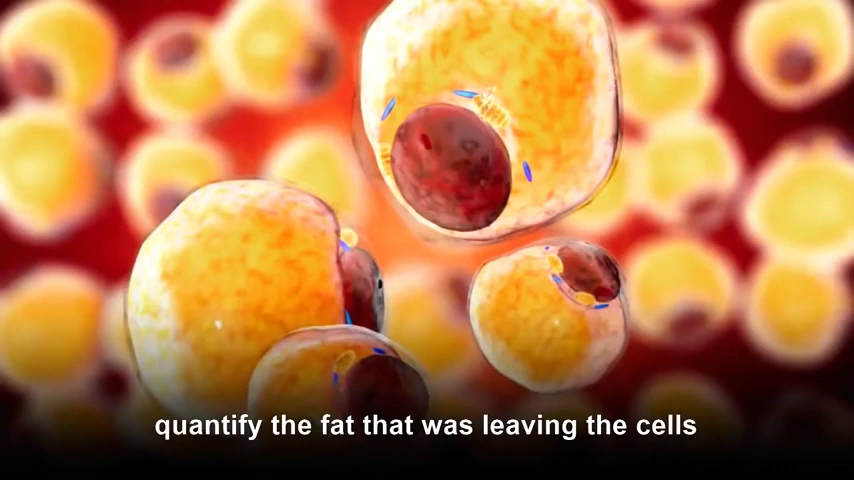 quantify the fat that was leaving the cells